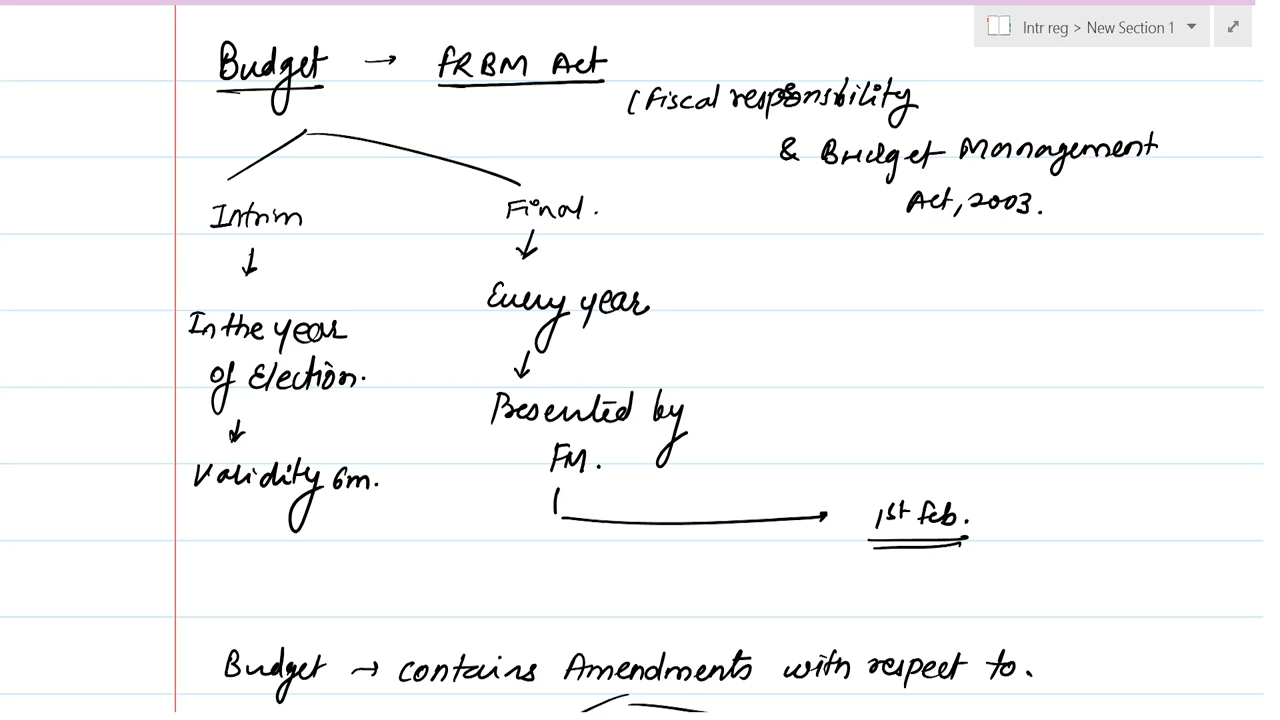 Intr reg > New Section 1
Budget → FRBM Act
(Fiscal responsibility
& Budget Management
Act, 2003.
Intrim
Final.
↓
↓
In the year
of Election.
↓
Validity 6m.
Every year
↓
Presented by
FM.
1st Feb.
Budget → contains Amendments with respect to.